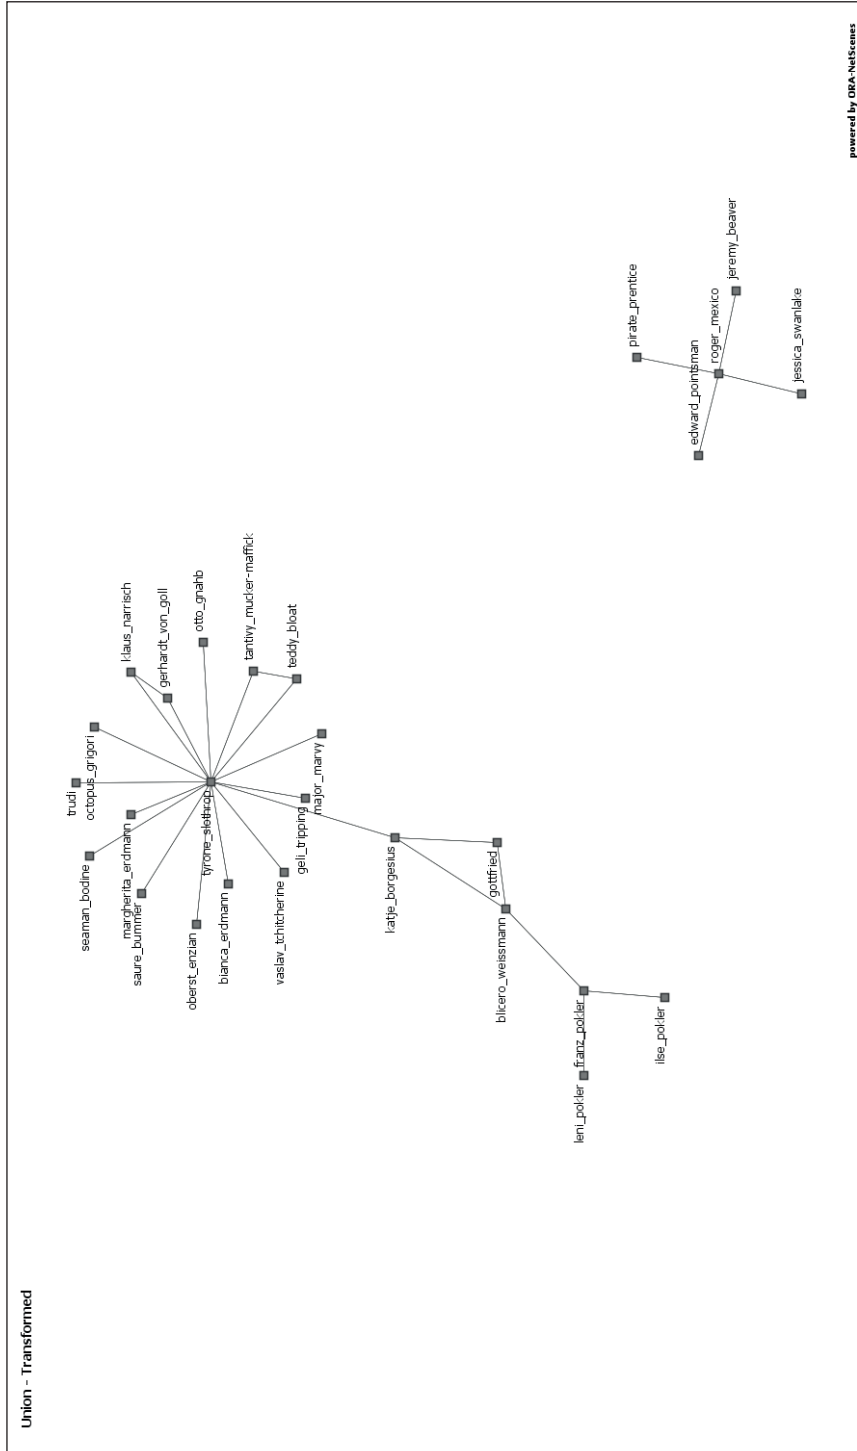 Union - Transformed
trudi
seaman_bodine
octopus_grigori
klaus_narrisch
margherita_erdmann
saure_bummer
gerhardt_von_goll
oberst_enzian
tyrone_slothrop
otto_gnahb
bianca_erdmann
tantivy_mucker-maffick
vaslav_tchitcherine
teddy_bloat
geli_tripping
major_marvy
katje_borgesius
gottfried
blicero_weissmann
leni_pokler
franz_pokler
ilse_pokler
pirate_prentice
edward_pointsman
roger_mexico
jeremy_beaver
jessica_swanlake
powered by ORA-NetScenes